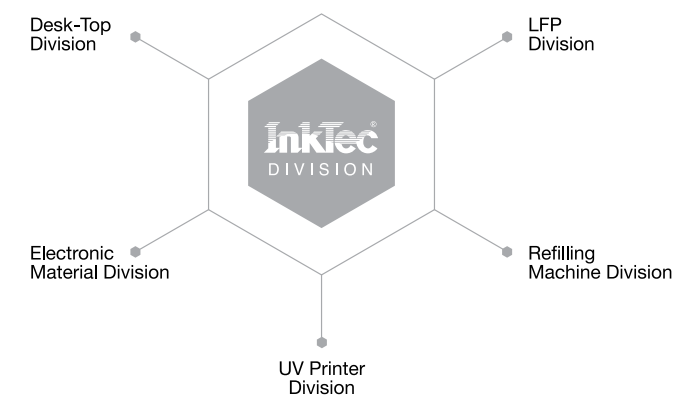 Desk-Top
Division
LFP
Division
InkTec®
DIVISION
Electronic
Material Division
Refilling
Machine Division
UV Printer
Division